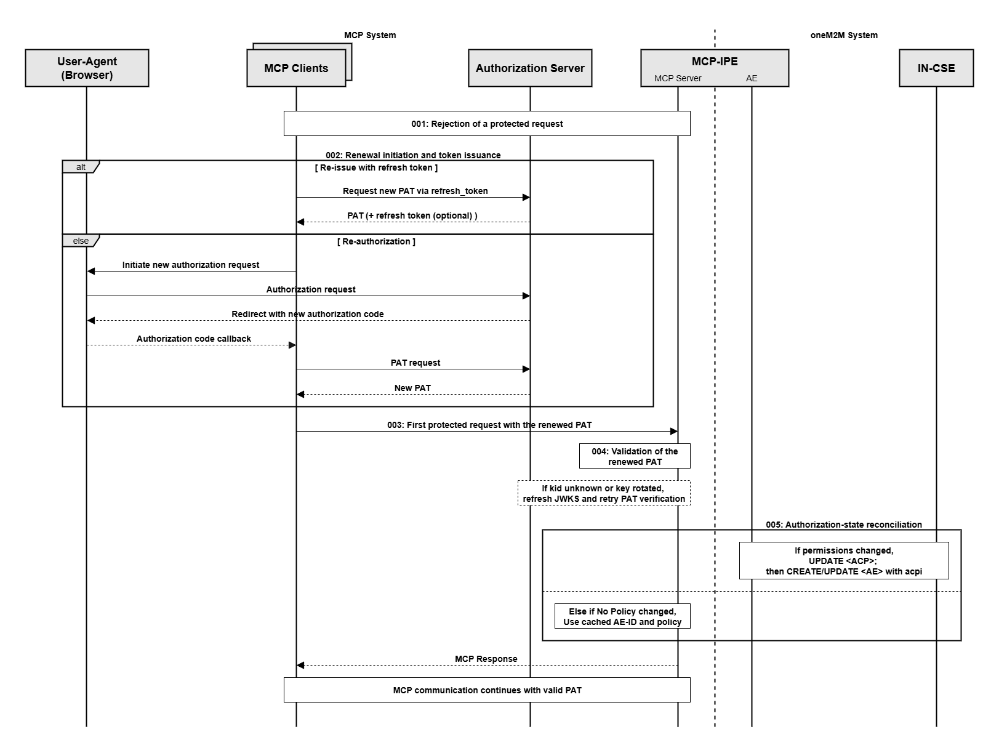 MCP System
oneM2M System
User-Agent
(Browser)
MCP Clients
Authorization Server
MCP-IPE
MCP Server
AE
IN-CSE
001: Rejection of a protected request
002: Renewal initiation and token issuance
alt
[ Re-issue with refresh token ]
Request new PAT via refresh_token
PAT (+ refresh token (optional) )
else
[ Re-authorization ]
Initiate new authorization request
Authorization request
Redirect with new authorization code
Authorization code callback
PAT request
New PAT
003: First protected request with the renewed PAT
004: Validation of the
renewed PAT
If kid unknown or key rotated,
refresh JWKS and retry PAT verification
005: Authorization-state reconciliation
If permissions changed,
UPDATE <ACP>;
then CREATE/UPDATE <AE> with acpi
Else if No Policy changed,
Use cached AE-ID and policy
MCP Response
MCP communication continues with valid PAT